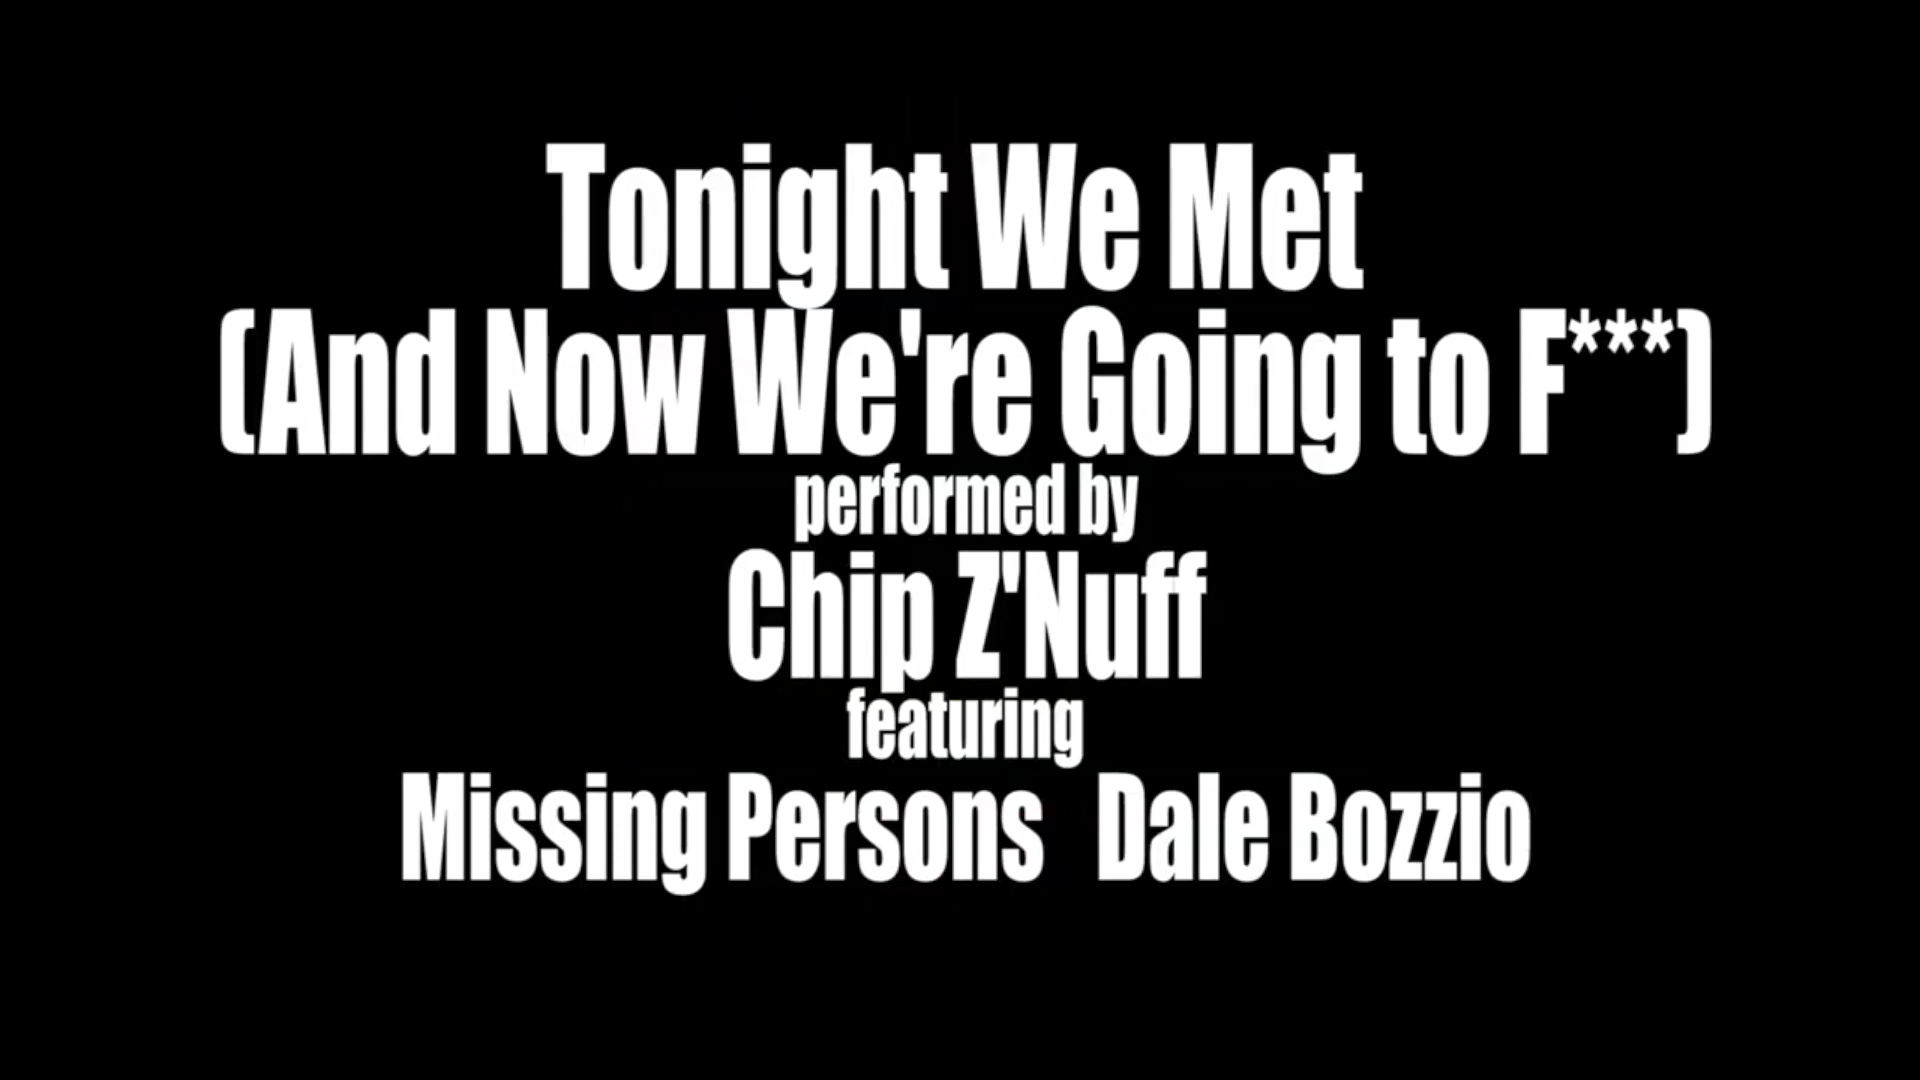 Tonight We Met
(And Now We're Going to F***)
performed by
Chip Z'Nuff
featuring
Missing Persons Dale Bozzio